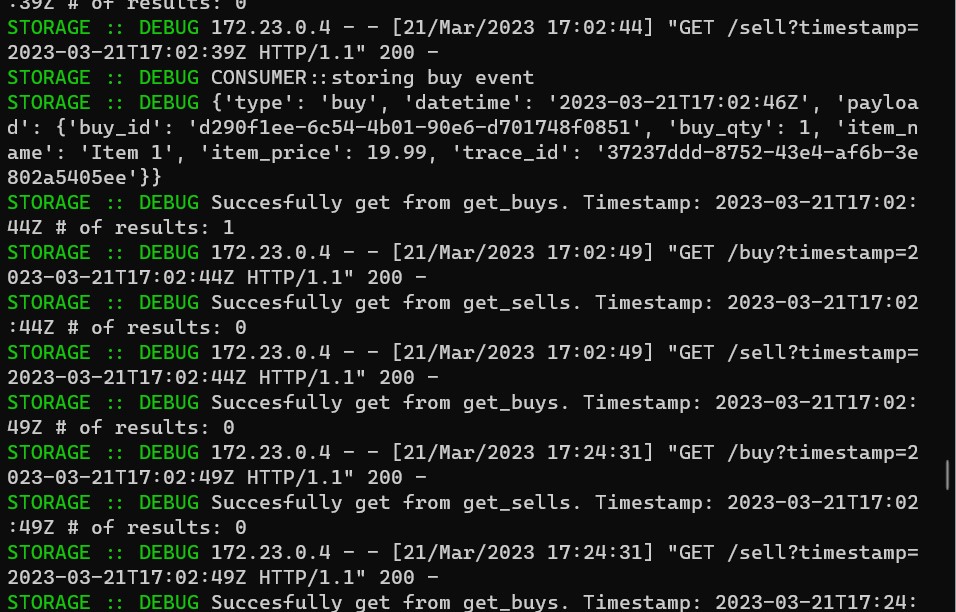 :39Z # of results: 0
STORAGE :: DEBUG 172.23.0.4 - - [21/Mar/2023 17:02:44] "GET /sell?timestamp=
2023-03-21T17:02:39Z HTTP/1.1" 200 -
STORAGE :: DEBUG CONSUMER::storing buy event
STORAGE :: DEBUG {'type': 'buy', 'datetime': '2023-03-21T17:02:46Z', 'payloa
d': {'buy_id': 'd290f1ee-6c54-4b01-90e6-d701748f0851', 'buy_qty': 1, 'item_n
ame': 'Item 1', 'item_price': 19.99, 'trace_id': '37237ddd-8752-43e4-af6b-3e
802a5405ee'}}
STORAGE :: DEBUG Succesfully get from get_buys. Timestamp: 2023-03-21T17:02:
44Z # of results: 1
STORAGE :: DEBUG 172.23.0.4 - - [21/Mar/2023 17:02:49] "GET /buy?timestamp=2
023-03-21T17:02:44Z HTTP/1.1" 200 -
STORAGE :: DEBUG Succesfully get from get_sells. Timestamp: 2023-03-21T17:02
:44Z # of results: 0
STORAGE :: DEBUG 172.23.0.4 - - [21/Mar/2023 17:02:49] "GET /sell?timestamp=
2023-03-21T17:02:44Z HTTP/1.1" 200 -
STORAGE :: DEBUG Succesfully get from get_buys. Timestamp: 2023-03-21T17:02:
49Z # of results: 0
STORAGE :: DEBUG 172.23.0.4 - - [21/Mar/2023 17:24:31] "GET /buy?timestamp=2
023-03-21T17:02:49Z HTTP/1.1" 200 -
STORAGE :: DEBUG Succesfully get from get_sells. Timestamp: 2023-03-21T17:02
:49Z # of results: 0
STORAGE :: DEBUG 172.23.0.4 - - [21/Mar/2023 17:24:31] "GET /sell?timestamp=
2023-03-21T17:02:49Z HTTP/1.1" 200 -
STORAGE :: DEBUG Succesfully get from get_buys. Timestamp: 2023-03-21T17:24: